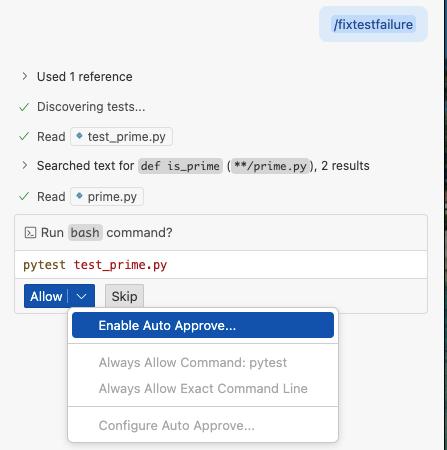 /fixtestfailure
Used 1 reference
Discovering tests...
Read test_prime.py
Searched text for def is_prime (**/prime.py), 2 results
Read prime.py
Run bash command?
pytest test_prime.py
Allow Skip
Enable Auto Approve...
Always Allow Command: pytest
Always Allow Exact Command Line
Configure Auto Approve...